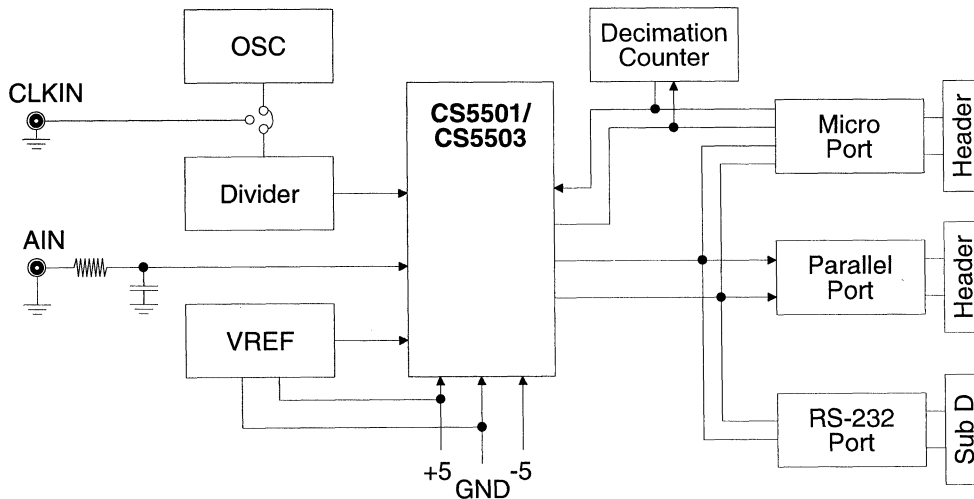 OSC
Decimation
Counter
CLKIN
CS5501/
CS5503
Micro
Port
Header
Divider
AIN
Parallel
Port
Header
VREF
RS-232
Port
Sub D
+5
GND
-5